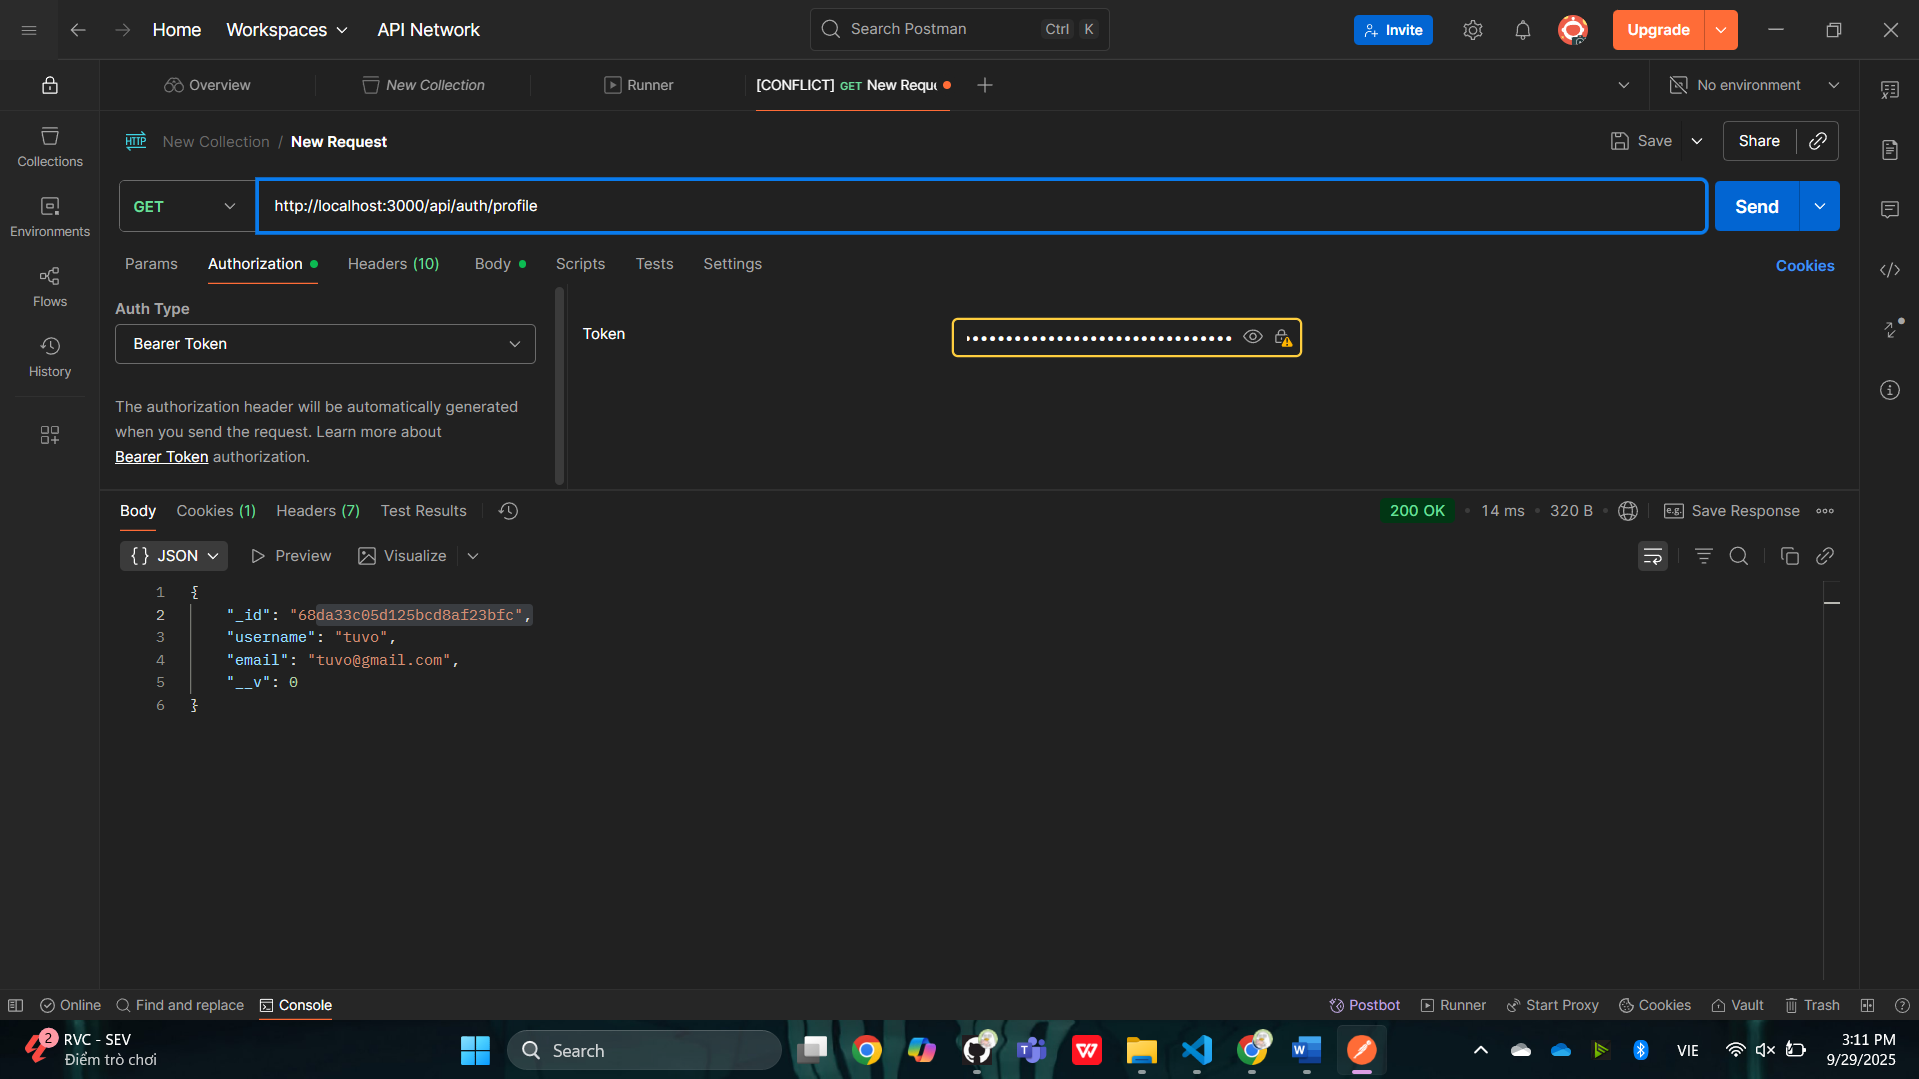 Home Workspaces API Network
Search Postman Ctrl K
Invite Upgrade
Overview New Collection Runner [CONFLICT] GET New Requ No environment
HTTP New Collection / New Request Save Share
GET http://localhost:3000/api/auth/profile Send
Params Authorization Headers (10) Body Scripts Tests Settings Cookies
Collections
Environments
Flows
History
Auth Type
Bearer Token
The authorization header will be automatically generated
when you send the request. Learn more about
Bearer Token authorization.
Token ••••••••••••••••••••••••••••••••
Body Cookies (1) Headers (7) Test Results 200 OK • 14 ms • 320 B • e.g. Save Response
{} JSON Preview Visualize
1 {
2 "_id": "68da33c05d125bcd8af23bfc",
3 "username": "tuvo",
4 "email": "tuvo@gmail.com",
5 "__v": 0
6 }
Online Find and replace Console Postbot Runner Start Proxy Cookies Vault Trash
2 RVC - SEV
Điểm trò chơi
Search
VIE
3:11 PM
9/29/2025